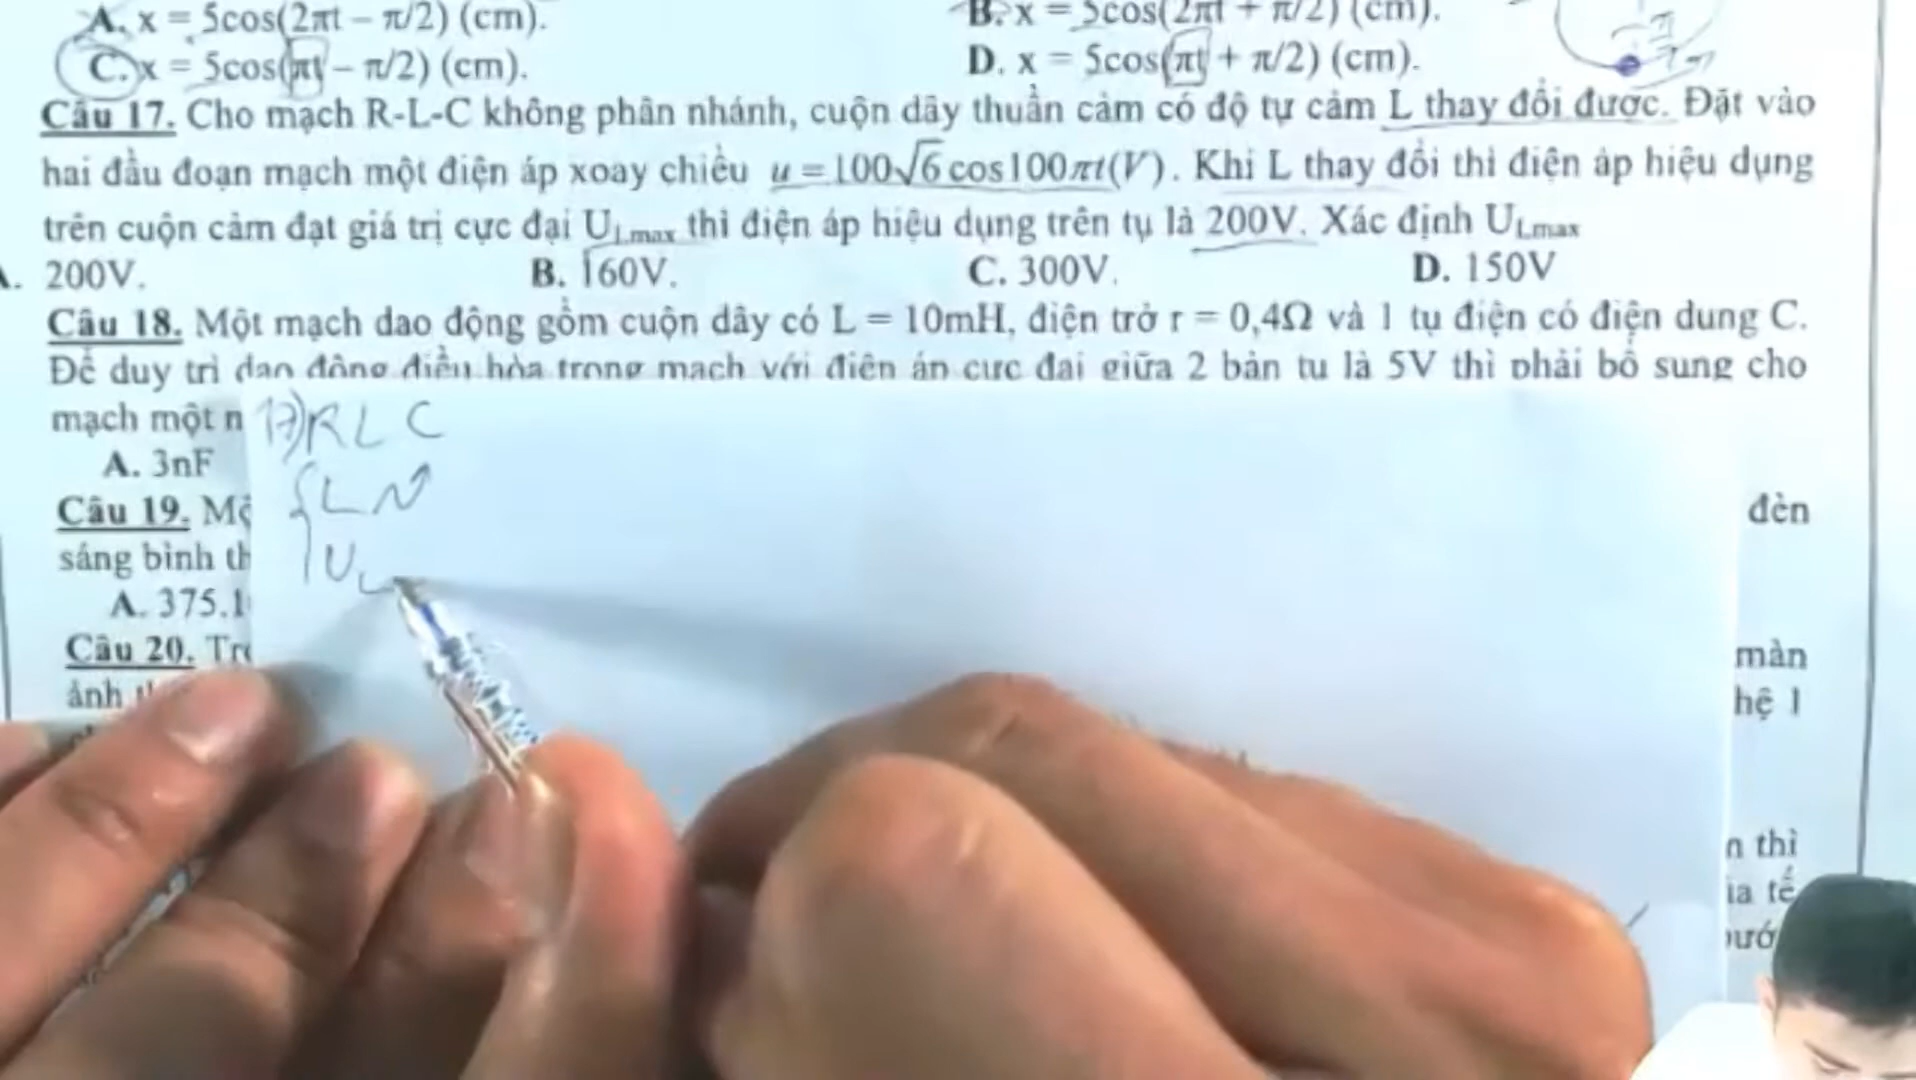 A. x = 5cos(2πt − π/2) (cm).
B. x = 5cos(2πt + π/2) (cm).
C. x = 5cos(πt − π/2) (cm).
D. x = 5cos(πt + π/2) (cm).
Câu 17. Cho mạch R-L-C không phân nhánh, cuộn dây thuần cảm có độ tự cảm L thay đổi được. Đặt vào
hai đầu đoạn mạch một điện áp xoay chiều u = 100√6 cos100πt(V). Khi L thay đổi thì điện áp hiệu dụng
trên cuộn cảm đạt giá trị cực đại ULmax thì điện áp hiệu dụng trên tụ là 200V. Xác định ULmax
200V. B. 160V. C. 300V. D. 150V
Câu 18. Một mạch dao động gồm cuộn dây có L = 10mH, điện trở r = 0,4Ω và 1 tụ điện có điện dung C.
Để duy trì dao động điều hòa trong mạch với điện áp cực đại giữa 2 bản tụ là 5V thì phải bổ sung cho
mạch một n
17) R L C
A. 3nF
L
Câu 19.
đèn
sáng bình th
U L
A. 375.1
Câu 20.
màn
ảnh
hệ 1
n thì